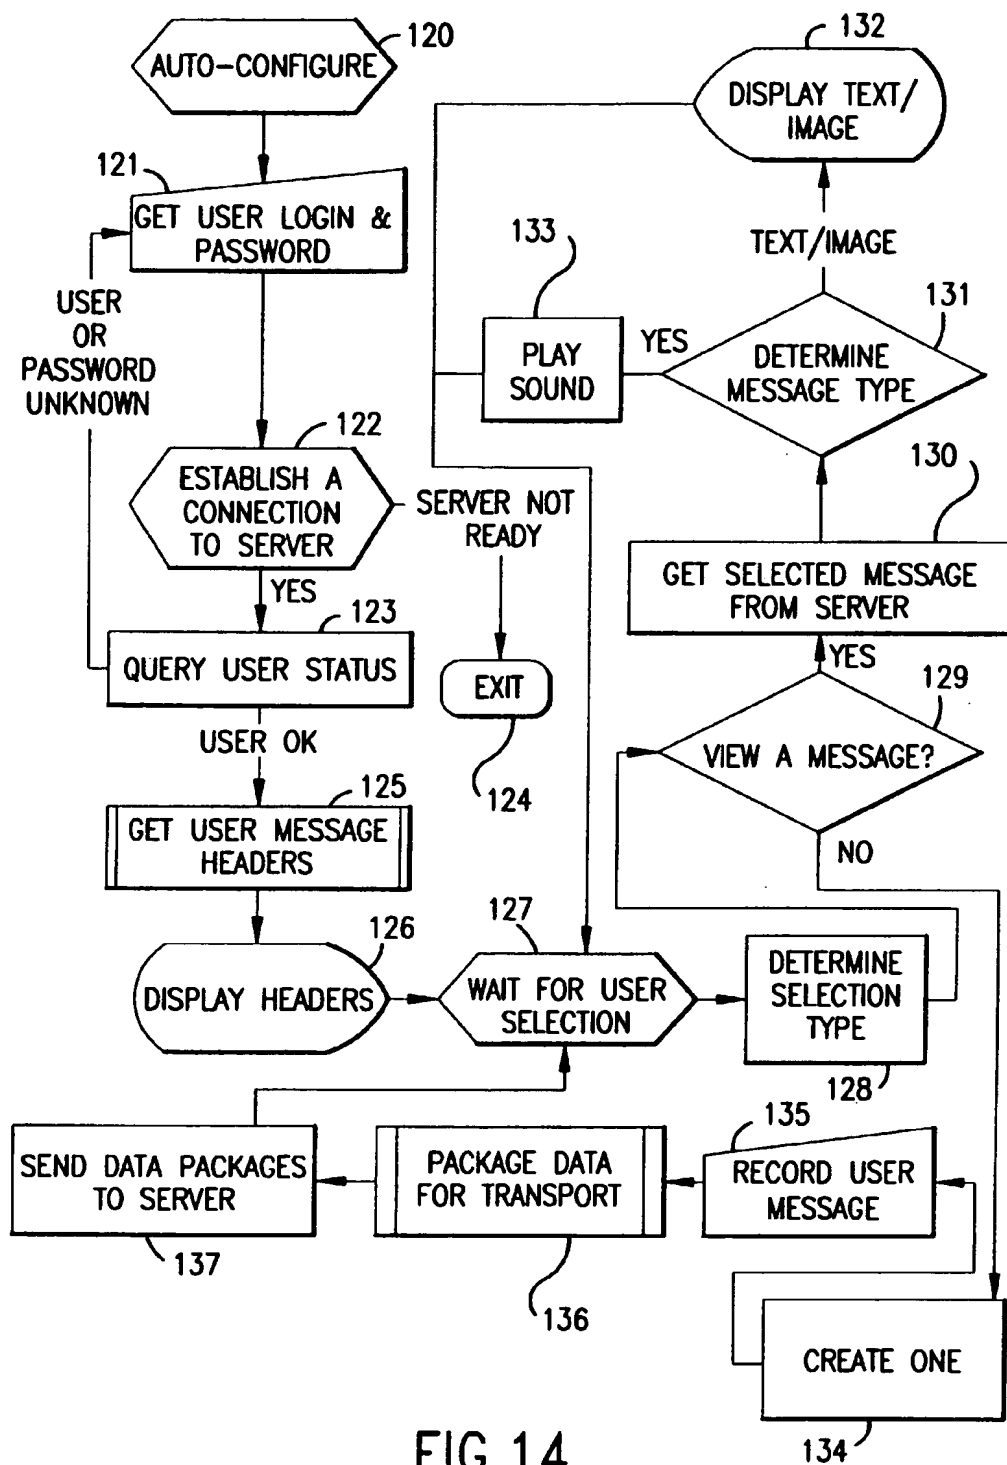 120
AUTO-CONFIGURE
121
GET USER LOGIN &
PASSWORD
USER
OR
PASSWORD
UNKNOWN
122
ESTABLISH A
CONNECTION
TO SERVER
SERVER NOT
READY
YES
123
QUERY USER STATUS
EXIT
124
USER OK
125
GET USER MESSAGE
HEADERS
126
DISPLAY HEADERS
127
WAIT FOR USER
SELECTION
DETERMINE
SELECTION
TYPE
128
VIEW A MESSAGE?
129
YES
NO
130
GET SELECTED MESSAGE
FROM SERVER
131
DETERMINE
MESSAGE TYPE
TEXT/IMAGE
132
DISPLAY TEXT/
IMAGE
YES
133
PLAY
SOUND
CREATE ONE
134
135
RECORD USER
MESSAGE
PACKAGE DATA
FOR TRANSPORT
136
SEND DATA PACKAGES
TO SERVER
137
FIG.14